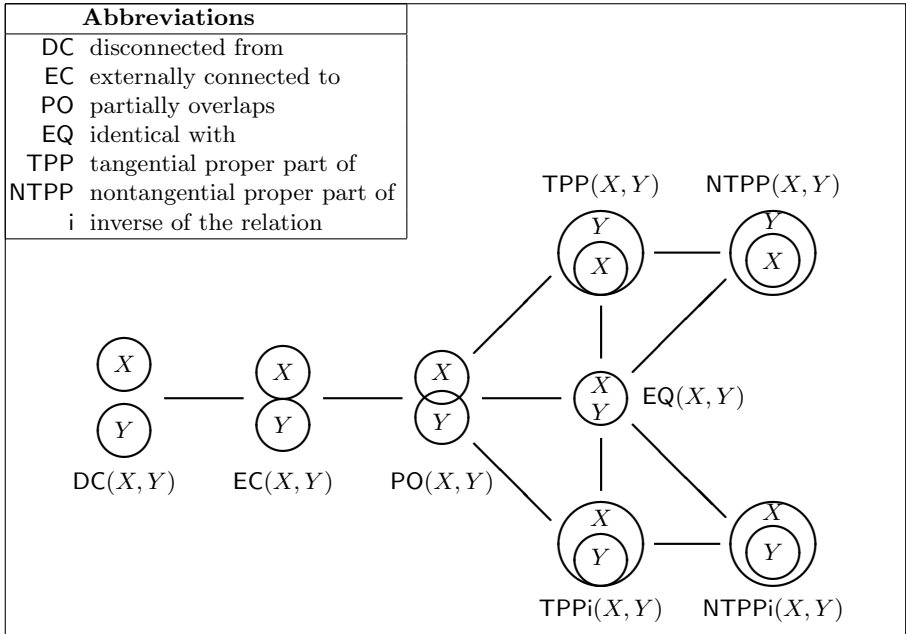 Abbreviations
DC disconnected from
EC externally connected to
PO partially overlaps
EQ identical with
TPP tangential proper part of
NTPP nontangential proper part of
i inverse of the relation
TPP(X, Y) NTPP(X, Y)
Y Y
X X
X X X X EQ(X, Y)
Y Y Y Y
DC(X, Y) EC(X, Y) PO(X, Y)
X X
Y Y
TPPi(X, Y) NTPPi(X, Y)